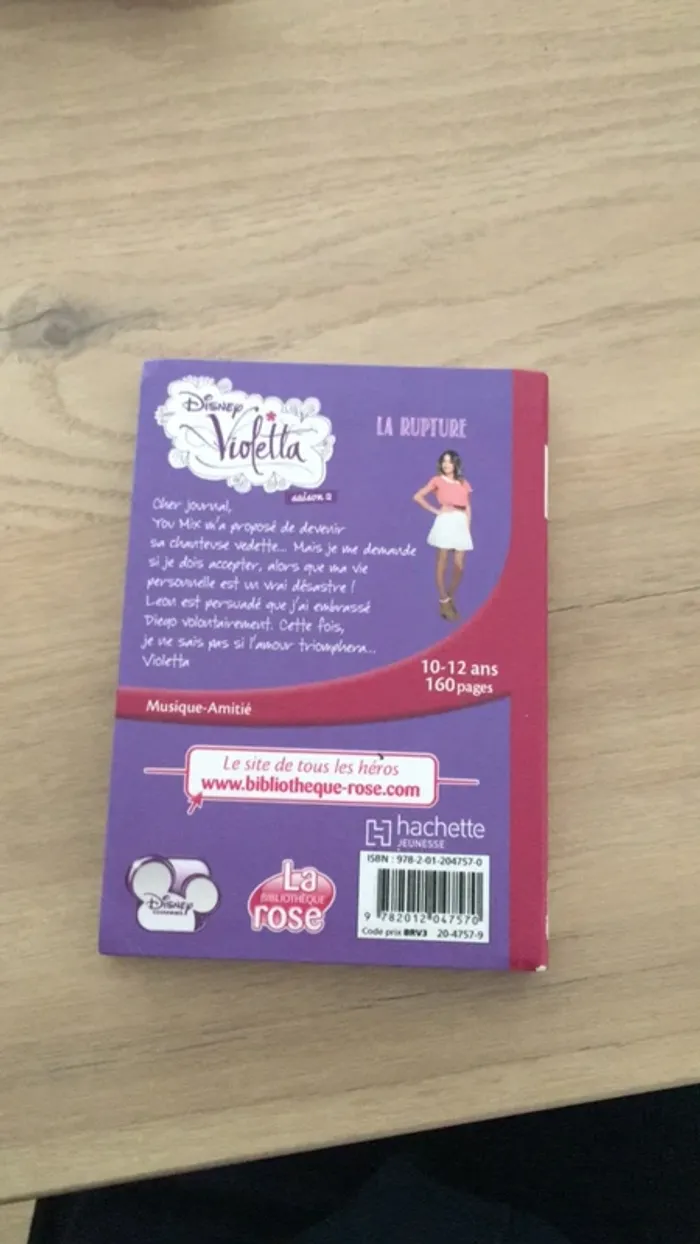 Disney
Violetta
saison 2
LA RUPTURE
Cher journal,
You Mix m'a proposé de devenir
sa chanteuse vedette... Mais je me demande
si je dois accepter, alors que ma vie
personnelle est un vrai désastre !
Leon est persuadé que j'ai embrassé
Diego volontairement. Cette fois,
je ne sais pas si l'amour triomphera...
Violetta
10-12 ans
160 pages
Musique-Amitié
Le site de tous les héros
www.bibliotheque-rose.com
hachette
JEUNESSE
ISBN : 978-2-01-204757-0
9 782012 047570
Code prix BRV3 20-4757-9
Disney
La
BIBLIOTHÈQUE
rose